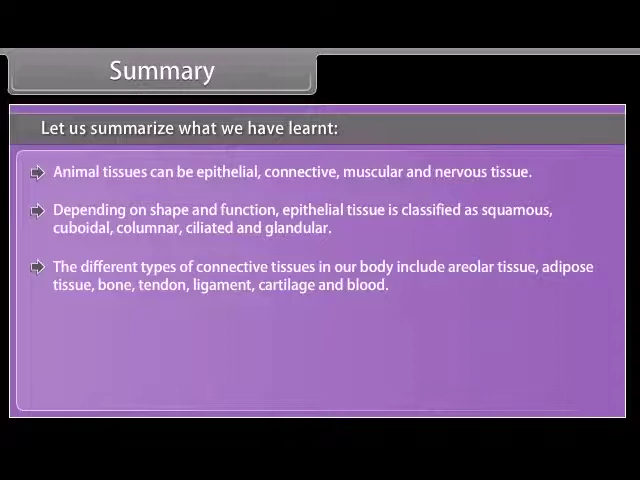 Summary
Let us summarize what we have learnt:
Animal tissues can be epithelial, connective, muscular and nervous tissue.
Depending on shape and function, epithelial tissue is classified as squamous,
cuboidal, columnar, ciliated and glandular.
The different types of connective tissues in our body include areolar tissue, adipose
tissue, bone, tendon, ligament, cartilage and blood.